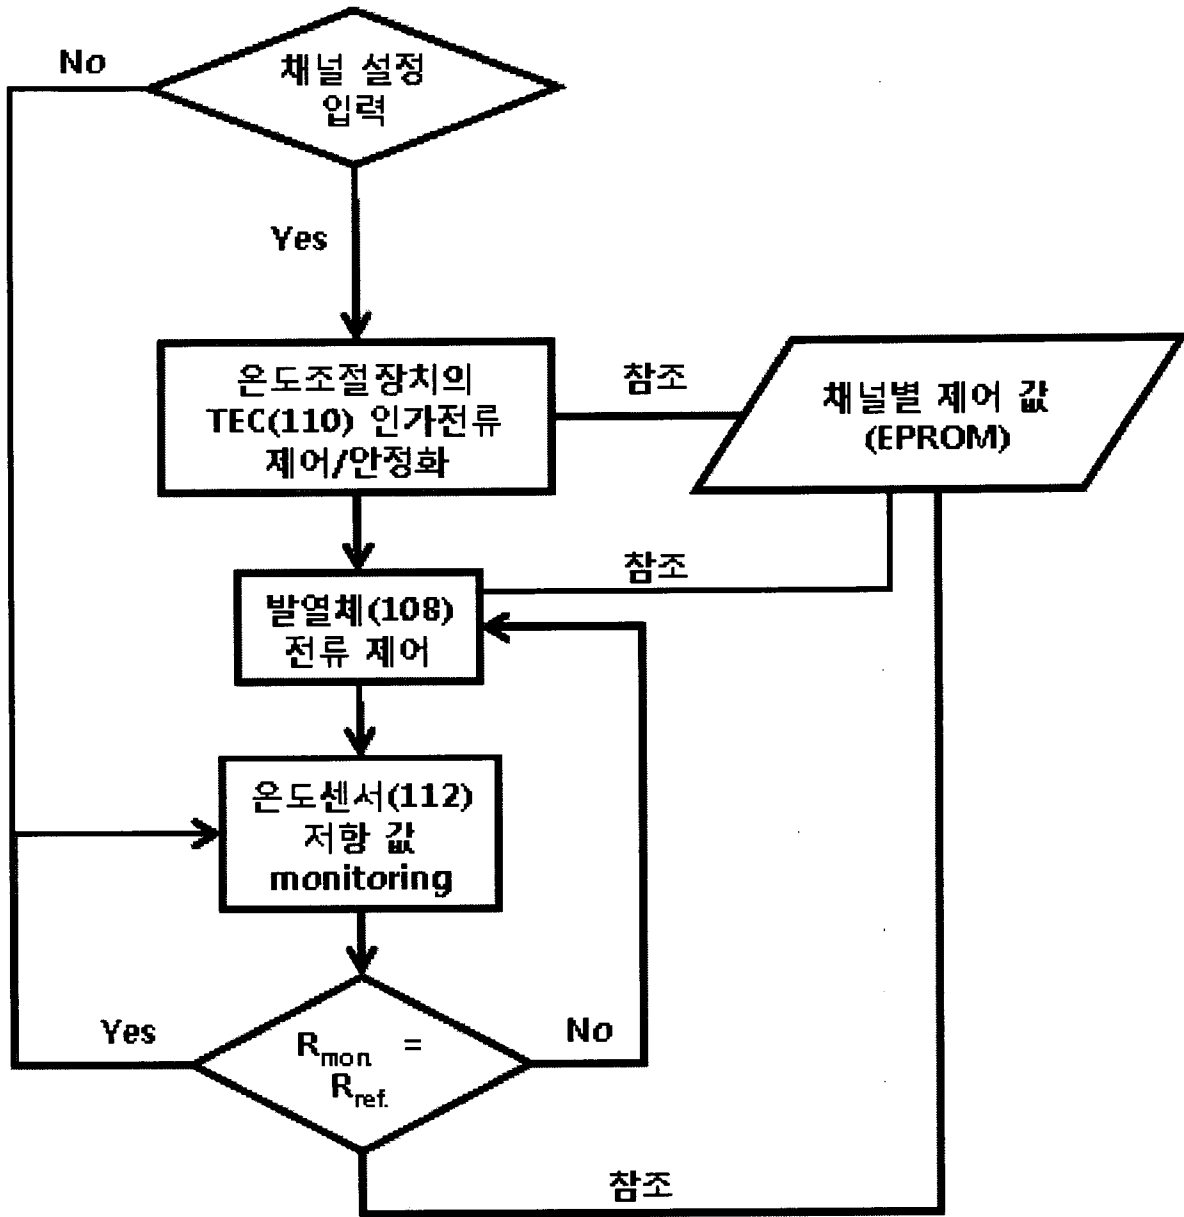 No
채널 설정
입력
Yes
온도조절장치의
TEC(110) 인가전류
제어/안정화
참조
채널별 제어 값
(EPROM)
참조
발열체(108)
전류 제어
온도센서(112)
저항 값
monitoring
Yes
R mon. =
R ref.
No
참조